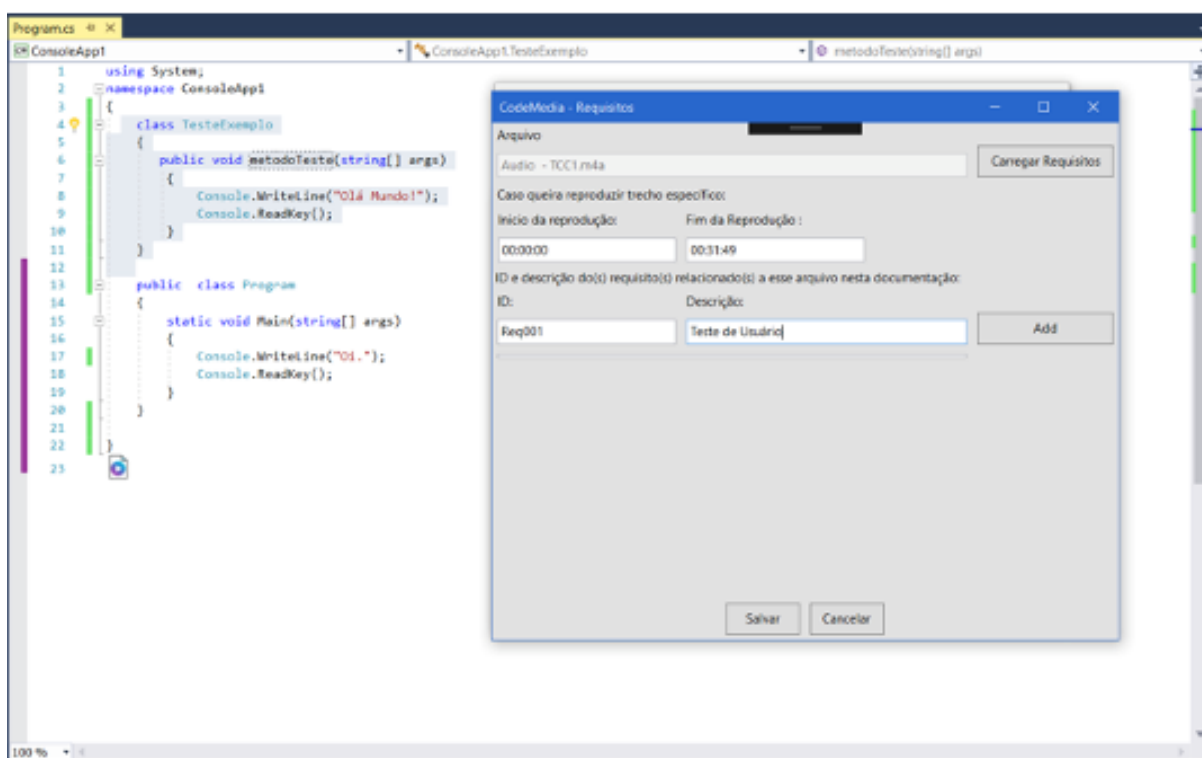 Program.cs
ConsoleApp1
ConsoleApp1.TesteExemplo
metodoTeste(string[] args)
1 using System;
2 namespace ConsoleApp1
3 {
4 class TesteExemplo
5 {
6 public void metodoTeste(string[] args)
7 {
8 Console.WriteLine("Olá Mundo!");
9 Console.ReadKey();
10 }
11 }
12
13 public class Program
14 {
15 static void Main(string[] args)
16 {
17 Console.WriteLine("Oi.");
18 Console.ReadKey();
19 }
20 }
21
22 }
23
100 %
CodeMedia - Requisitos
Arquivo
Audio - TCC1.m4a
Carregar Requisitos
Caso queira reproduzir trecho específico:
Inicio da reprodução: Fim da Reprodução :
00:00:00 00:31:49
ID e descrição do(s) requisito(s) relacionado(s) a esse arquivo nesta documentação:
ID: Descrição:
Req001 Teste de Usuário Add
Salvar Cancelar